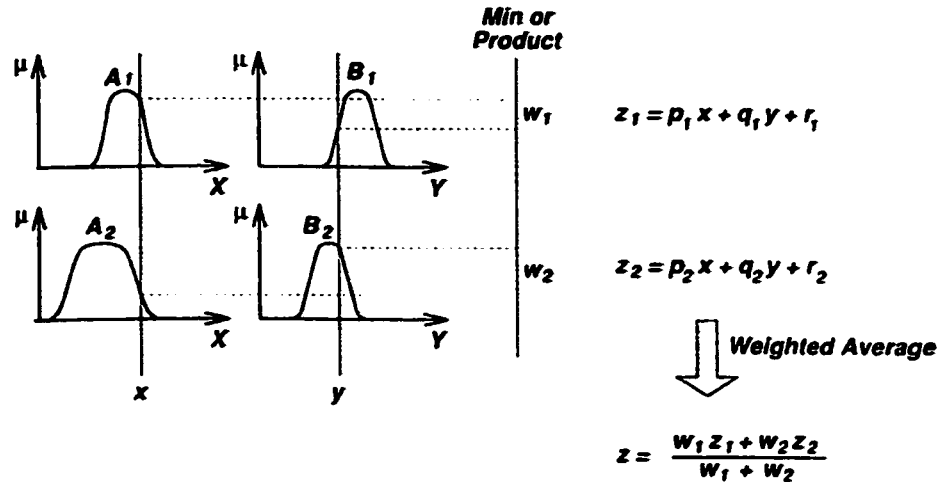 Min or
Product
μ A₁ μ B₁
w₁ z₁ = p₁ x + q₁ y + r₁
X Y
μ A₂ μ B₂
w₂ z₂ = p₂ x + q₂ y + r₂
X Y
Weighted Average
x y
z = w₁ z₁ + w₂ z₂
w₁ + w₂